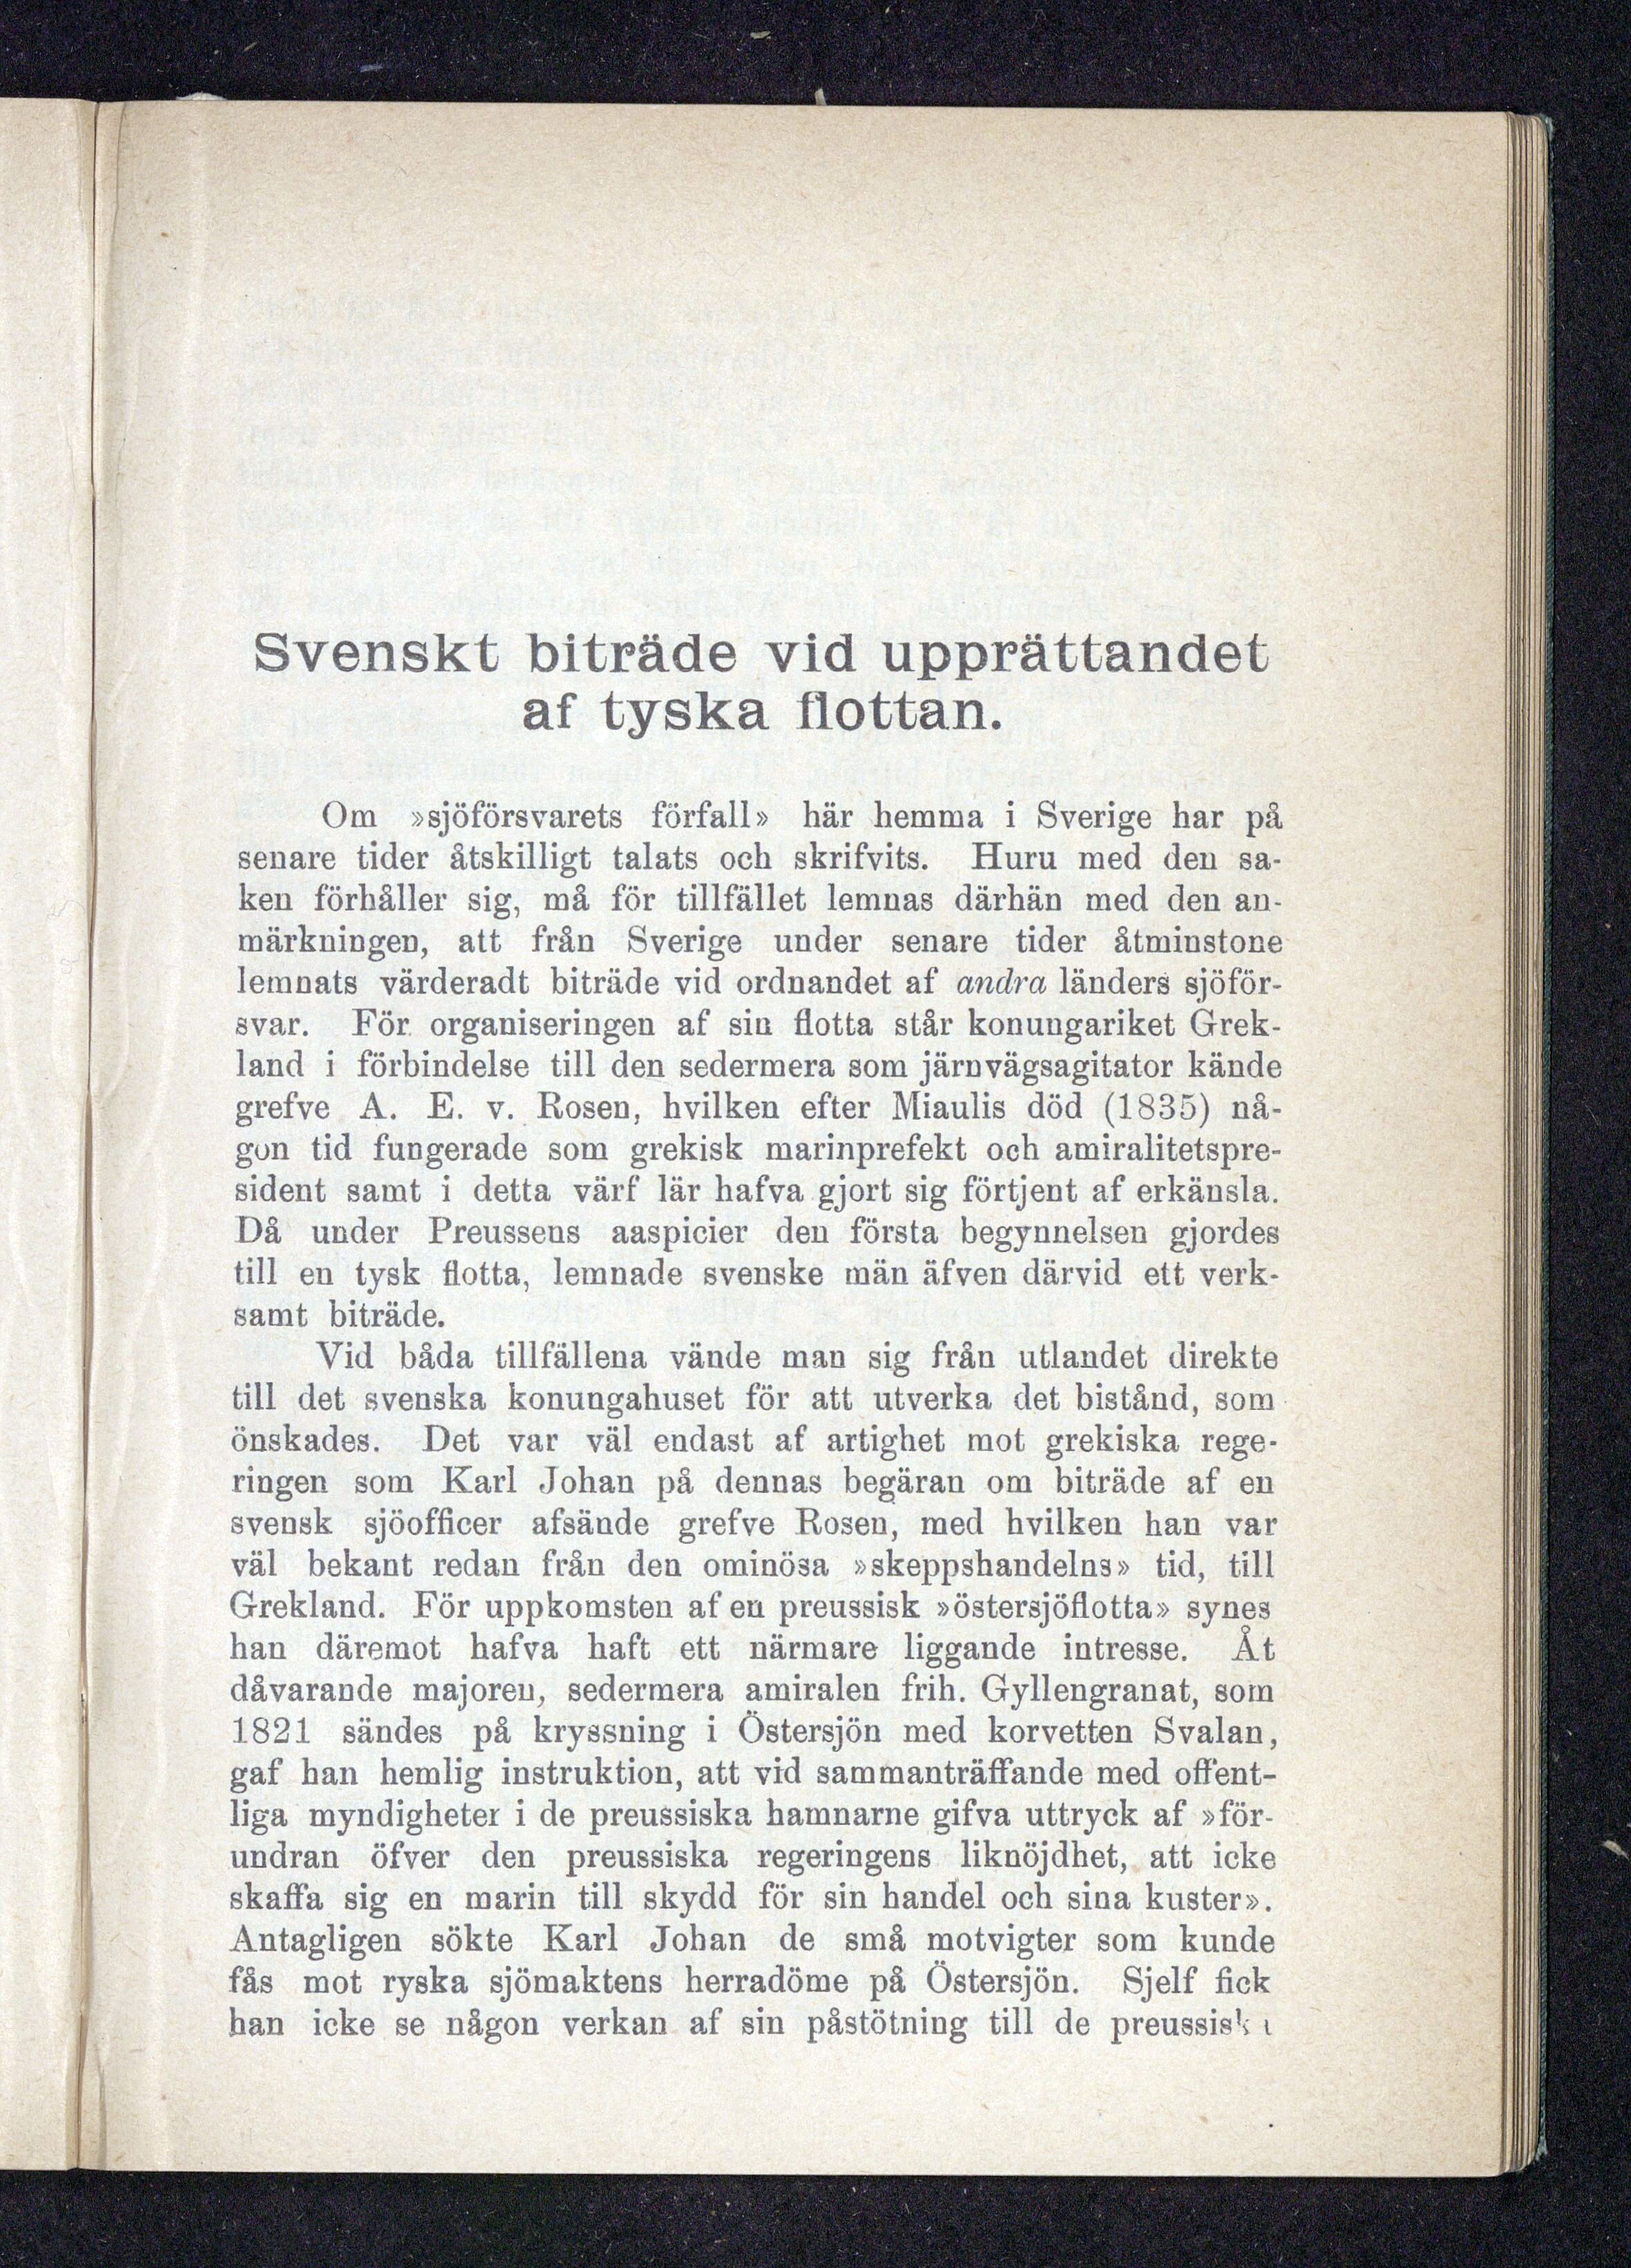 Svenskt biträde vid upprättandet
af tyska flottan.
Om »sjöförsvarets förfall» här hemma i Sverige har på
senare tider åtskilligt talats och skrifvits. Huru med den sa-
ken förhåller sig, må för tillfället lemnas därhän med den an-
märkningen, att från Sverige under senare tider åtminstone
lemnats värderadt biträde vid ordnandet af andra länders sjöför-
svar. För organiseringen af sin flotta står konungariket Grek-
land i förbindelse till den sedermera som järnvägsagitator kände
grefve A. E. v. Rosen, hvilken efter Miaulis död (1835) nå-
gon tid fungerade som grekisk marinprefekt och amiralitetspre-
sident samt i detta värf lär hafva gjort sig förtjent af erkänsla.
Då under Preussens aaspicier den första begynnelsen gjordes
till en tysk flotta, lemnade svenske män äfven därvid ett verk-
samt biträde.
Vid båda tillfällena vände man sig från utlandet direkte
till det svenska konungahuset för att utverka det bistånd, som
önskades. Det var väl endast af artighet mot grekiska rege-
ringen som Karl Johan på dennas begäran om biträde af en
svensk sjöofficer afsände grefve Rosen, med hvilken han var
väl bekant redan från den ominösa »skeppshandelns» tid, till
Grekland. För uppkomsten af en preussisk »östersjöflotta» synes
han däremot hafva haft ett närmare liggande intresse. Åt
dåvarande majoren, sedermera amiralen frih. Gyllengranat, som
1821 sändes på kryssning i Östersjön med korvetten Svalan,
gaf han hemlig instruktion, att vid sammanträffande med offent-
liga myndigheter i de preussiska hamnarne gifva uttryck af »för-
undran öfver den preussiska regeringens liknöjdhet, att icke
skaffa sig en marin till skydd för sin handel och sina kuster».
Antagligen sökte Karl Johan de små motvigter som kunde
fås mot ryska sjömaktens herradöme på Östersjön. Sjelf fick
han icke se någon verkan af sin påstötning till de preussiska